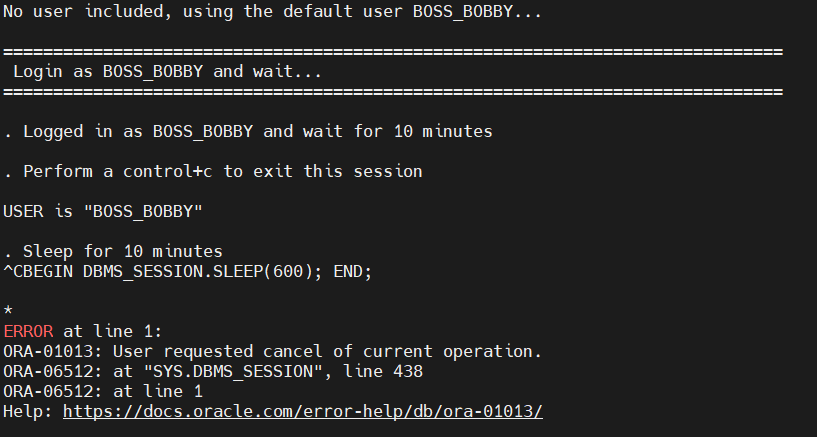 No user included, using the default user BOSS_BOBBY...
==============================================================================
Login as BOSS_BOBBY and wait...
==============================================================================
. Logged in as BOSS_BOBBY and wait for 10 minutes
. Perform a control+c to exit this session
USER is "BOSS_BOBBY"
. Sleep for 10 minutes
^CBEGIN DBMS_SESSION.SLEEP(600); END;
*
ERROR at line 1:
ORA-01013: User requested cancel of current operation.
ORA-06512: at "SYS.DBMS_SESSION", line 438
ORA-06512: at line 1
Help: https://docs.oracle.com/error-help/db/ora-01013/